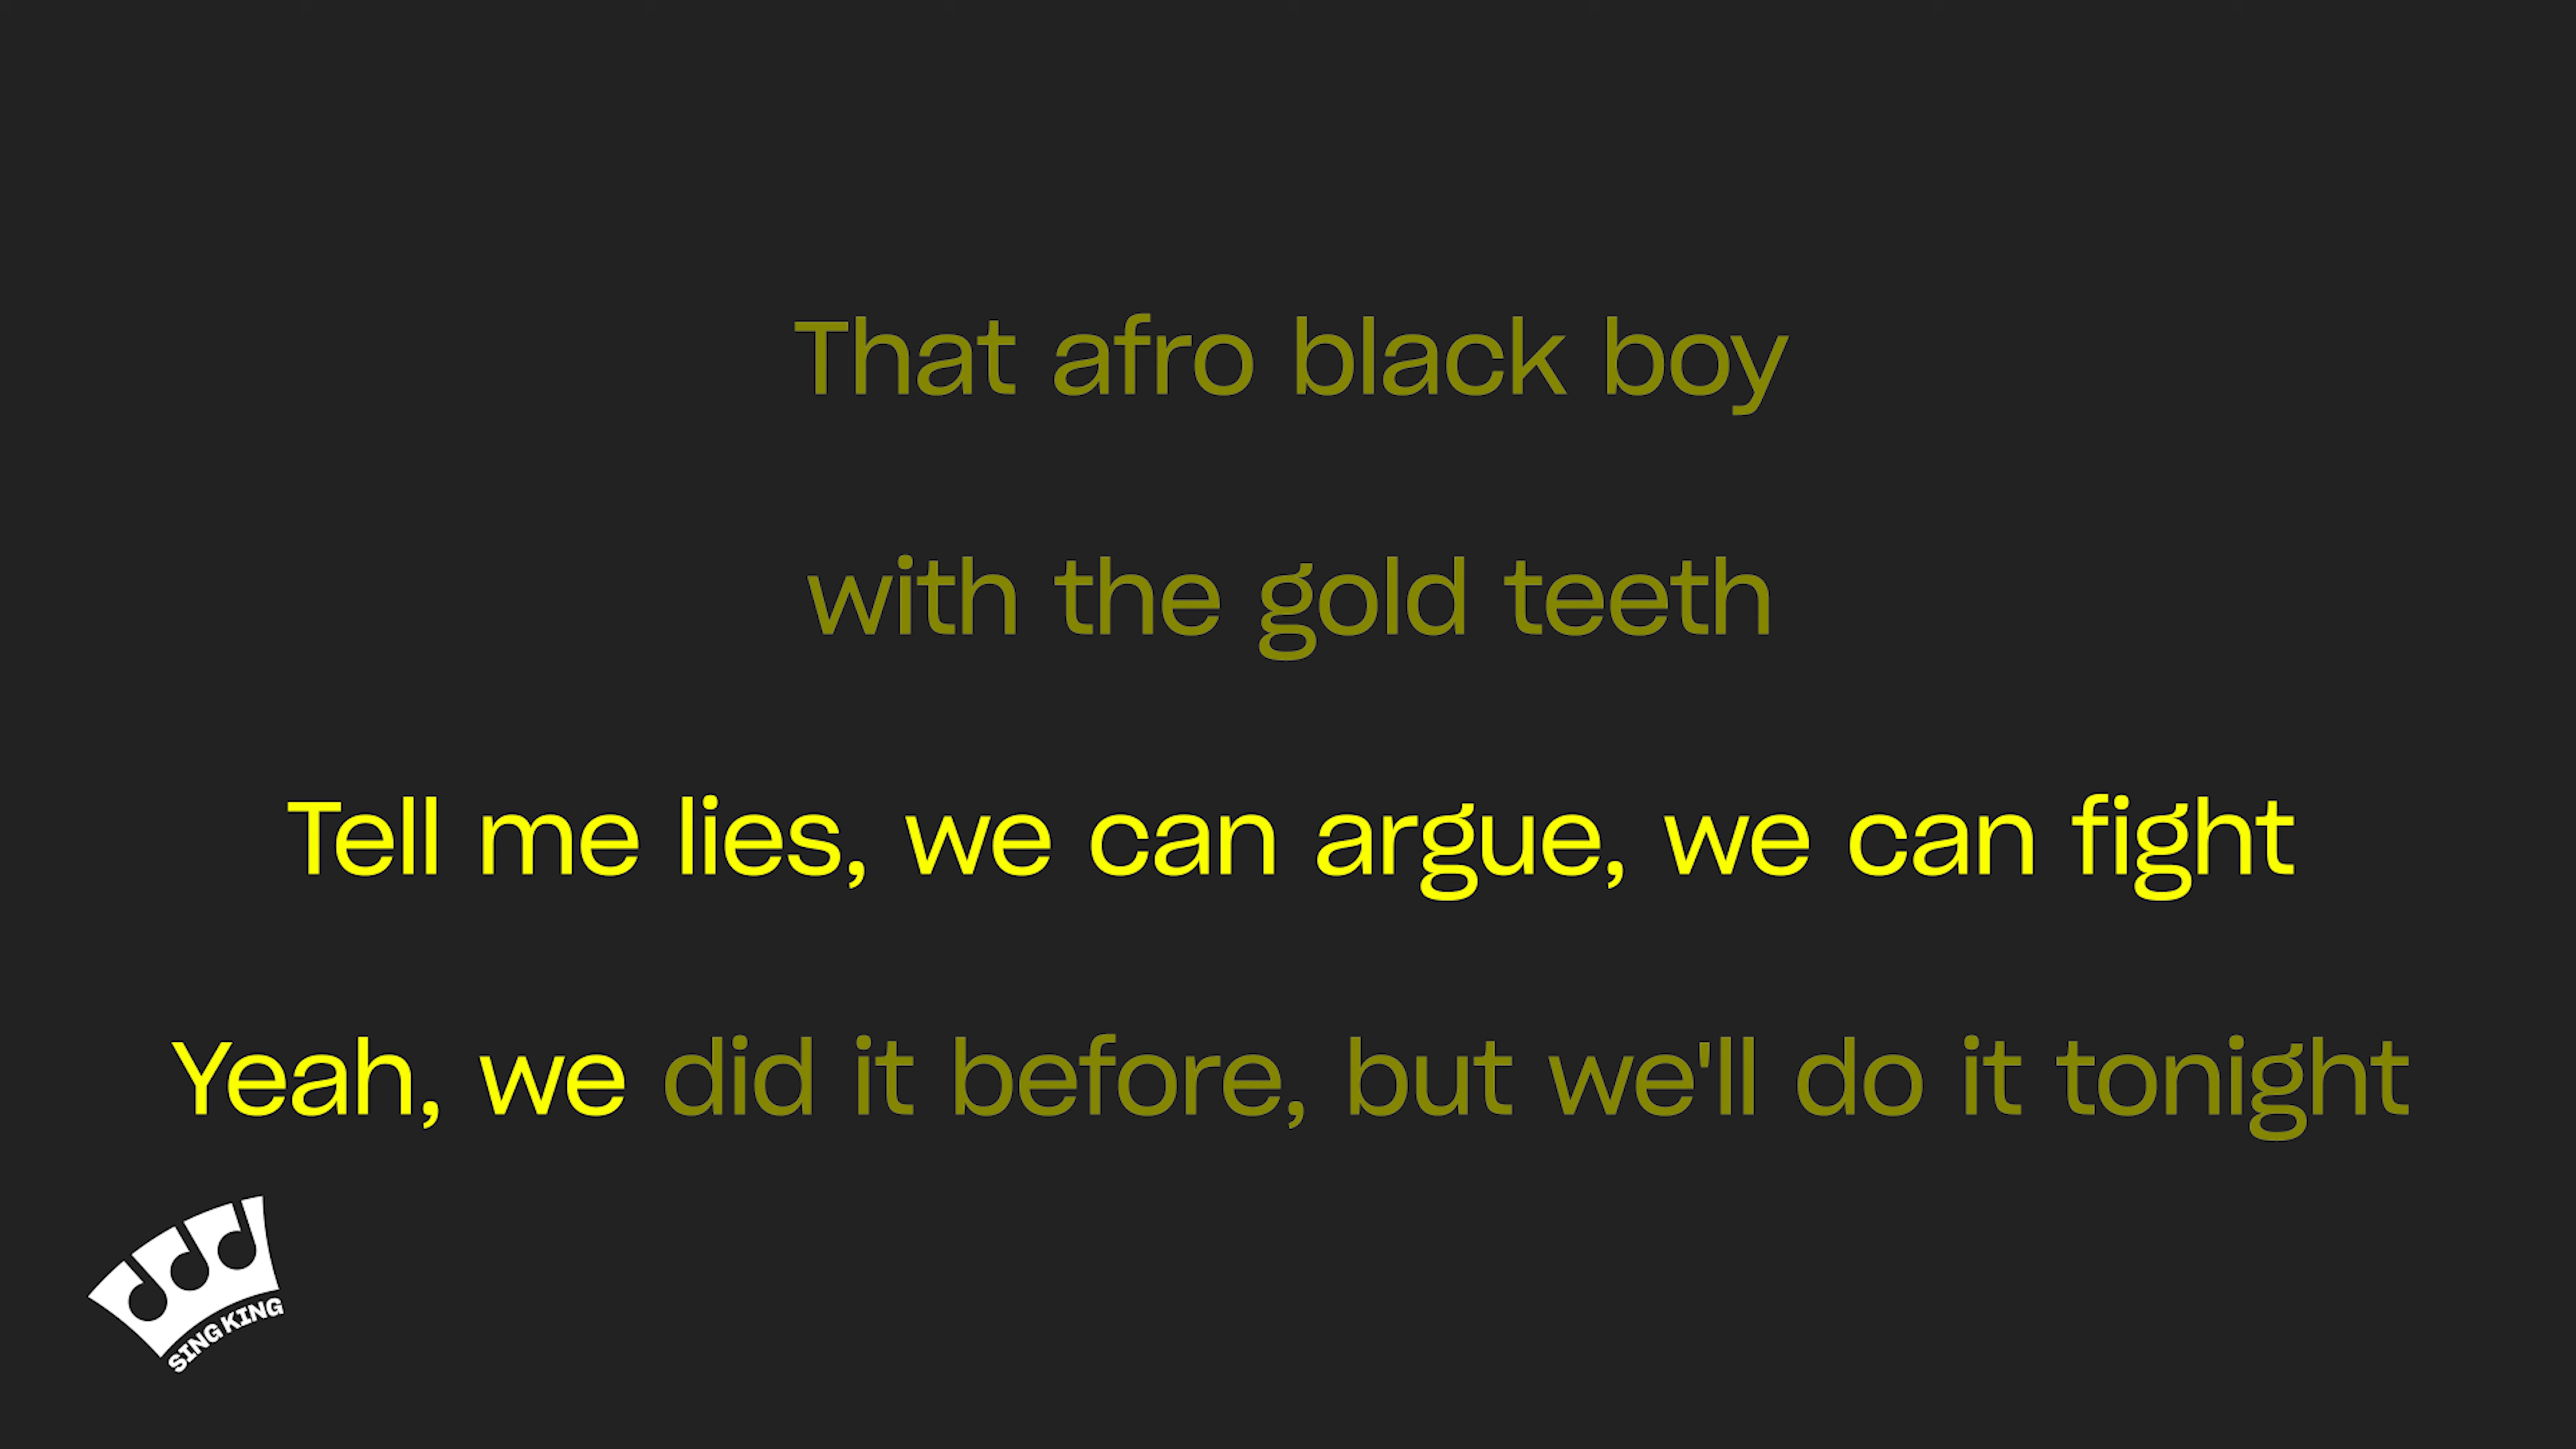 That afro black boy
with the gold teeth
Tell me lies, we can argue, we can fight
Yeah, we did it before, but we'll do it tonight
SING KING